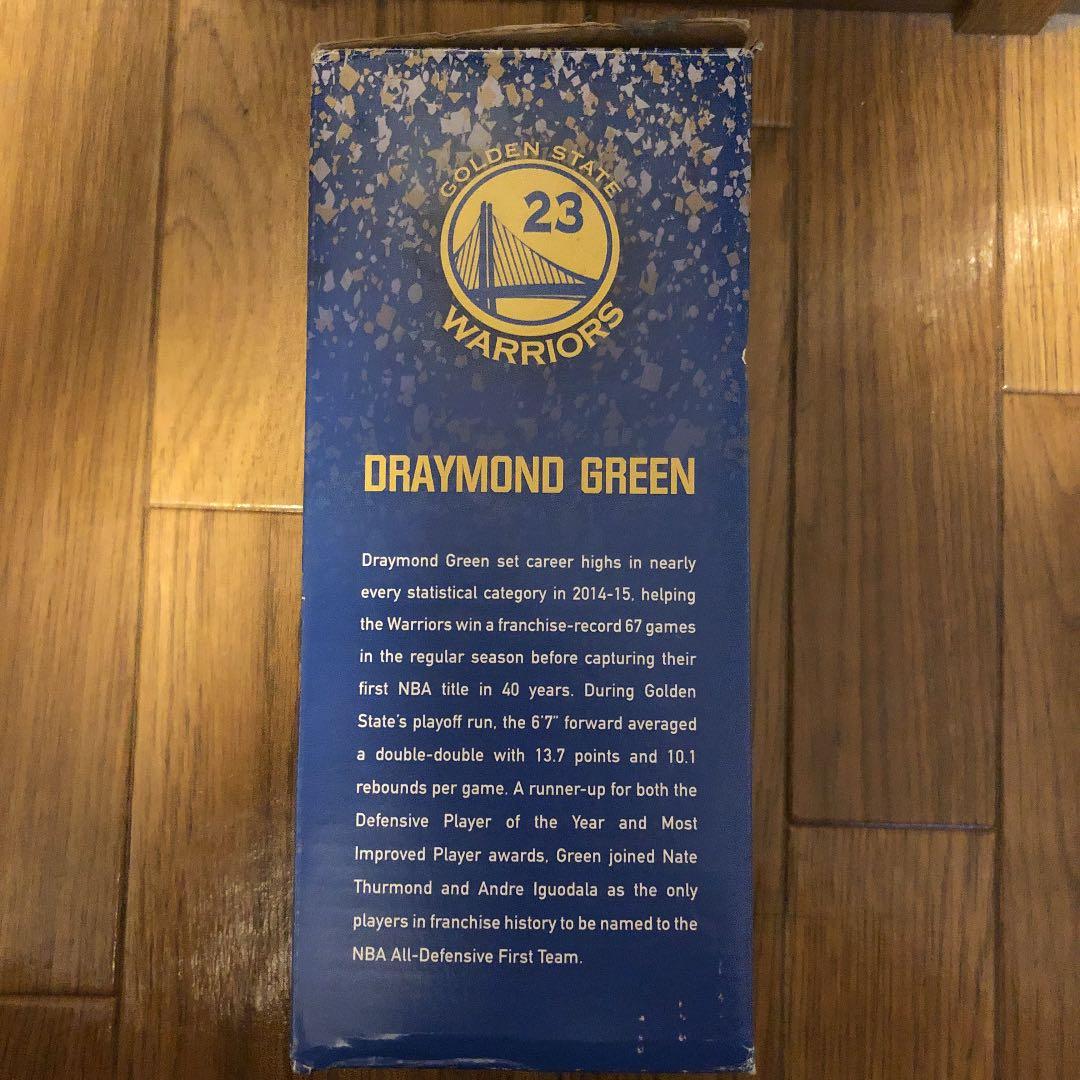 GOLDEN STATE
23
WARRIORS
DRAYMOND GREEN
Draymond Green set career highs in nearly
every statistical category in 2014-15, helping
the Warriors win a franchise-record 67 games
in the regular season before capturing their
first NBA title in 40 years. During Golden
State's playoff run, the 6'7" forward averaged
a double-double with 13.7 points and 10.1
rebounds per game. A runner-up for both the
Defensive Player of the Year and Most
Improved Player awards, Green joined Nate
Thurmond and Andre Iguodala as the only
players in franchise history to be named to the
NBA All-Defensive First Team.